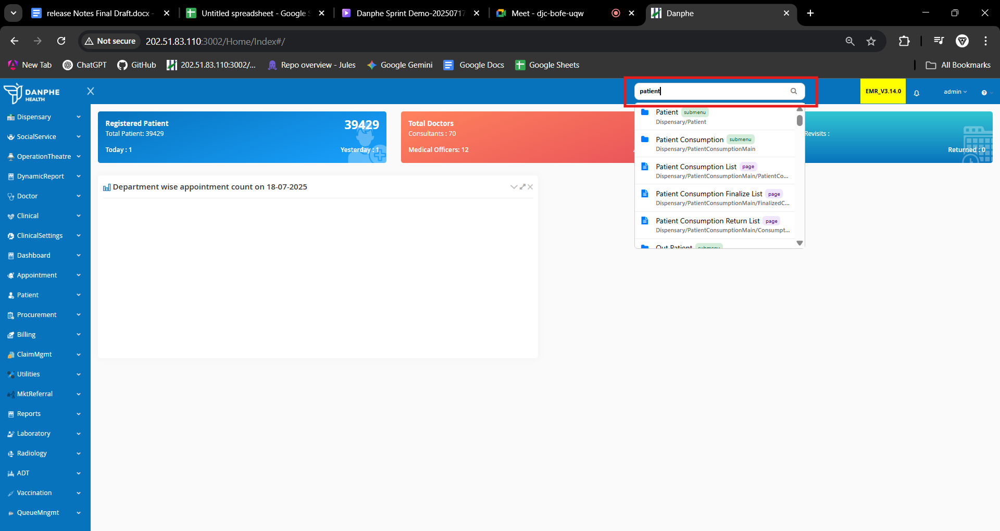 release Notes Final Draft.docx -
Untitled spreadsheet - Google S
Danphe Sprint Demo-20250717
Meet - djc-bofe-uqw
Danphe
Not secure
202.51.83.110:3002/Home/Index#/
New Tab
ChatGPT
GitHub
202.51.83.110:3002/...
Repo overview - Jules
Google Gemini
Google Docs
Google Sheets
All Bookmarks
DANPHE
HEALTH
X
patient
EMR_V3.14.0
admin
?
Dispensary
SocialService
OperationTheatre
DynamicReport
Doctor
Clinical
ClinicalSettings
Dashboard
Appointment
Patient
Procurement
Billing
ClaimMgmt
Utilities
MktReferral
Reports
Laboratory
Radiology
ADT
Vaccination
QueueMngmt
Registered Patient
39429
Total Patient: 39429
Today : 1
Yesterday : 1
Total Doctors
Consultants : 70
Medical Officers: 12
Revisits :
Returned : 0
Patient submenu
Dispensary/Patient
Patient Consumption submenu
Dispensary/PatientConsumptionMain
Patient Consumption List page
Dispensary/PatientConsumptionMain/PatientCo...
Patient Consumption Finalize List page
Dispensary/PatientConsumptionMain/FinalizedC...
Patient Consumption Return List page
Dispensary/PatientConsumptionMain/Consumpt...
Out Patient submenu
Department wise appointment count on 18-07-2025